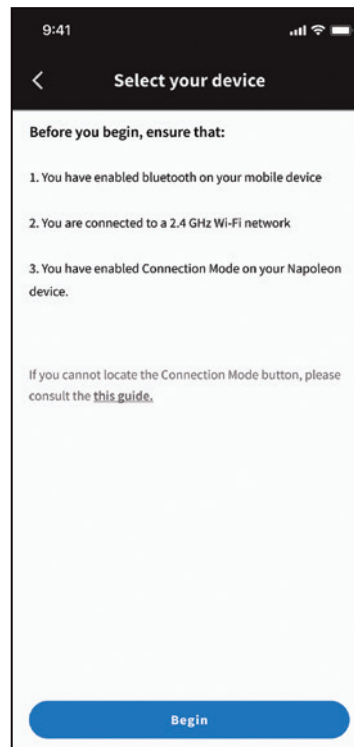 9:41
Select your device
Before you begin, ensure that:
1. You have enabled bluetooth on your mobile device
2. You are connected to a 2.4 GHz Wi-Fi network
3. You have enabled Connection Mode on your Napoleon
device.
If you cannot locate the Connection Mode button, please
consult the this guide.
Begin